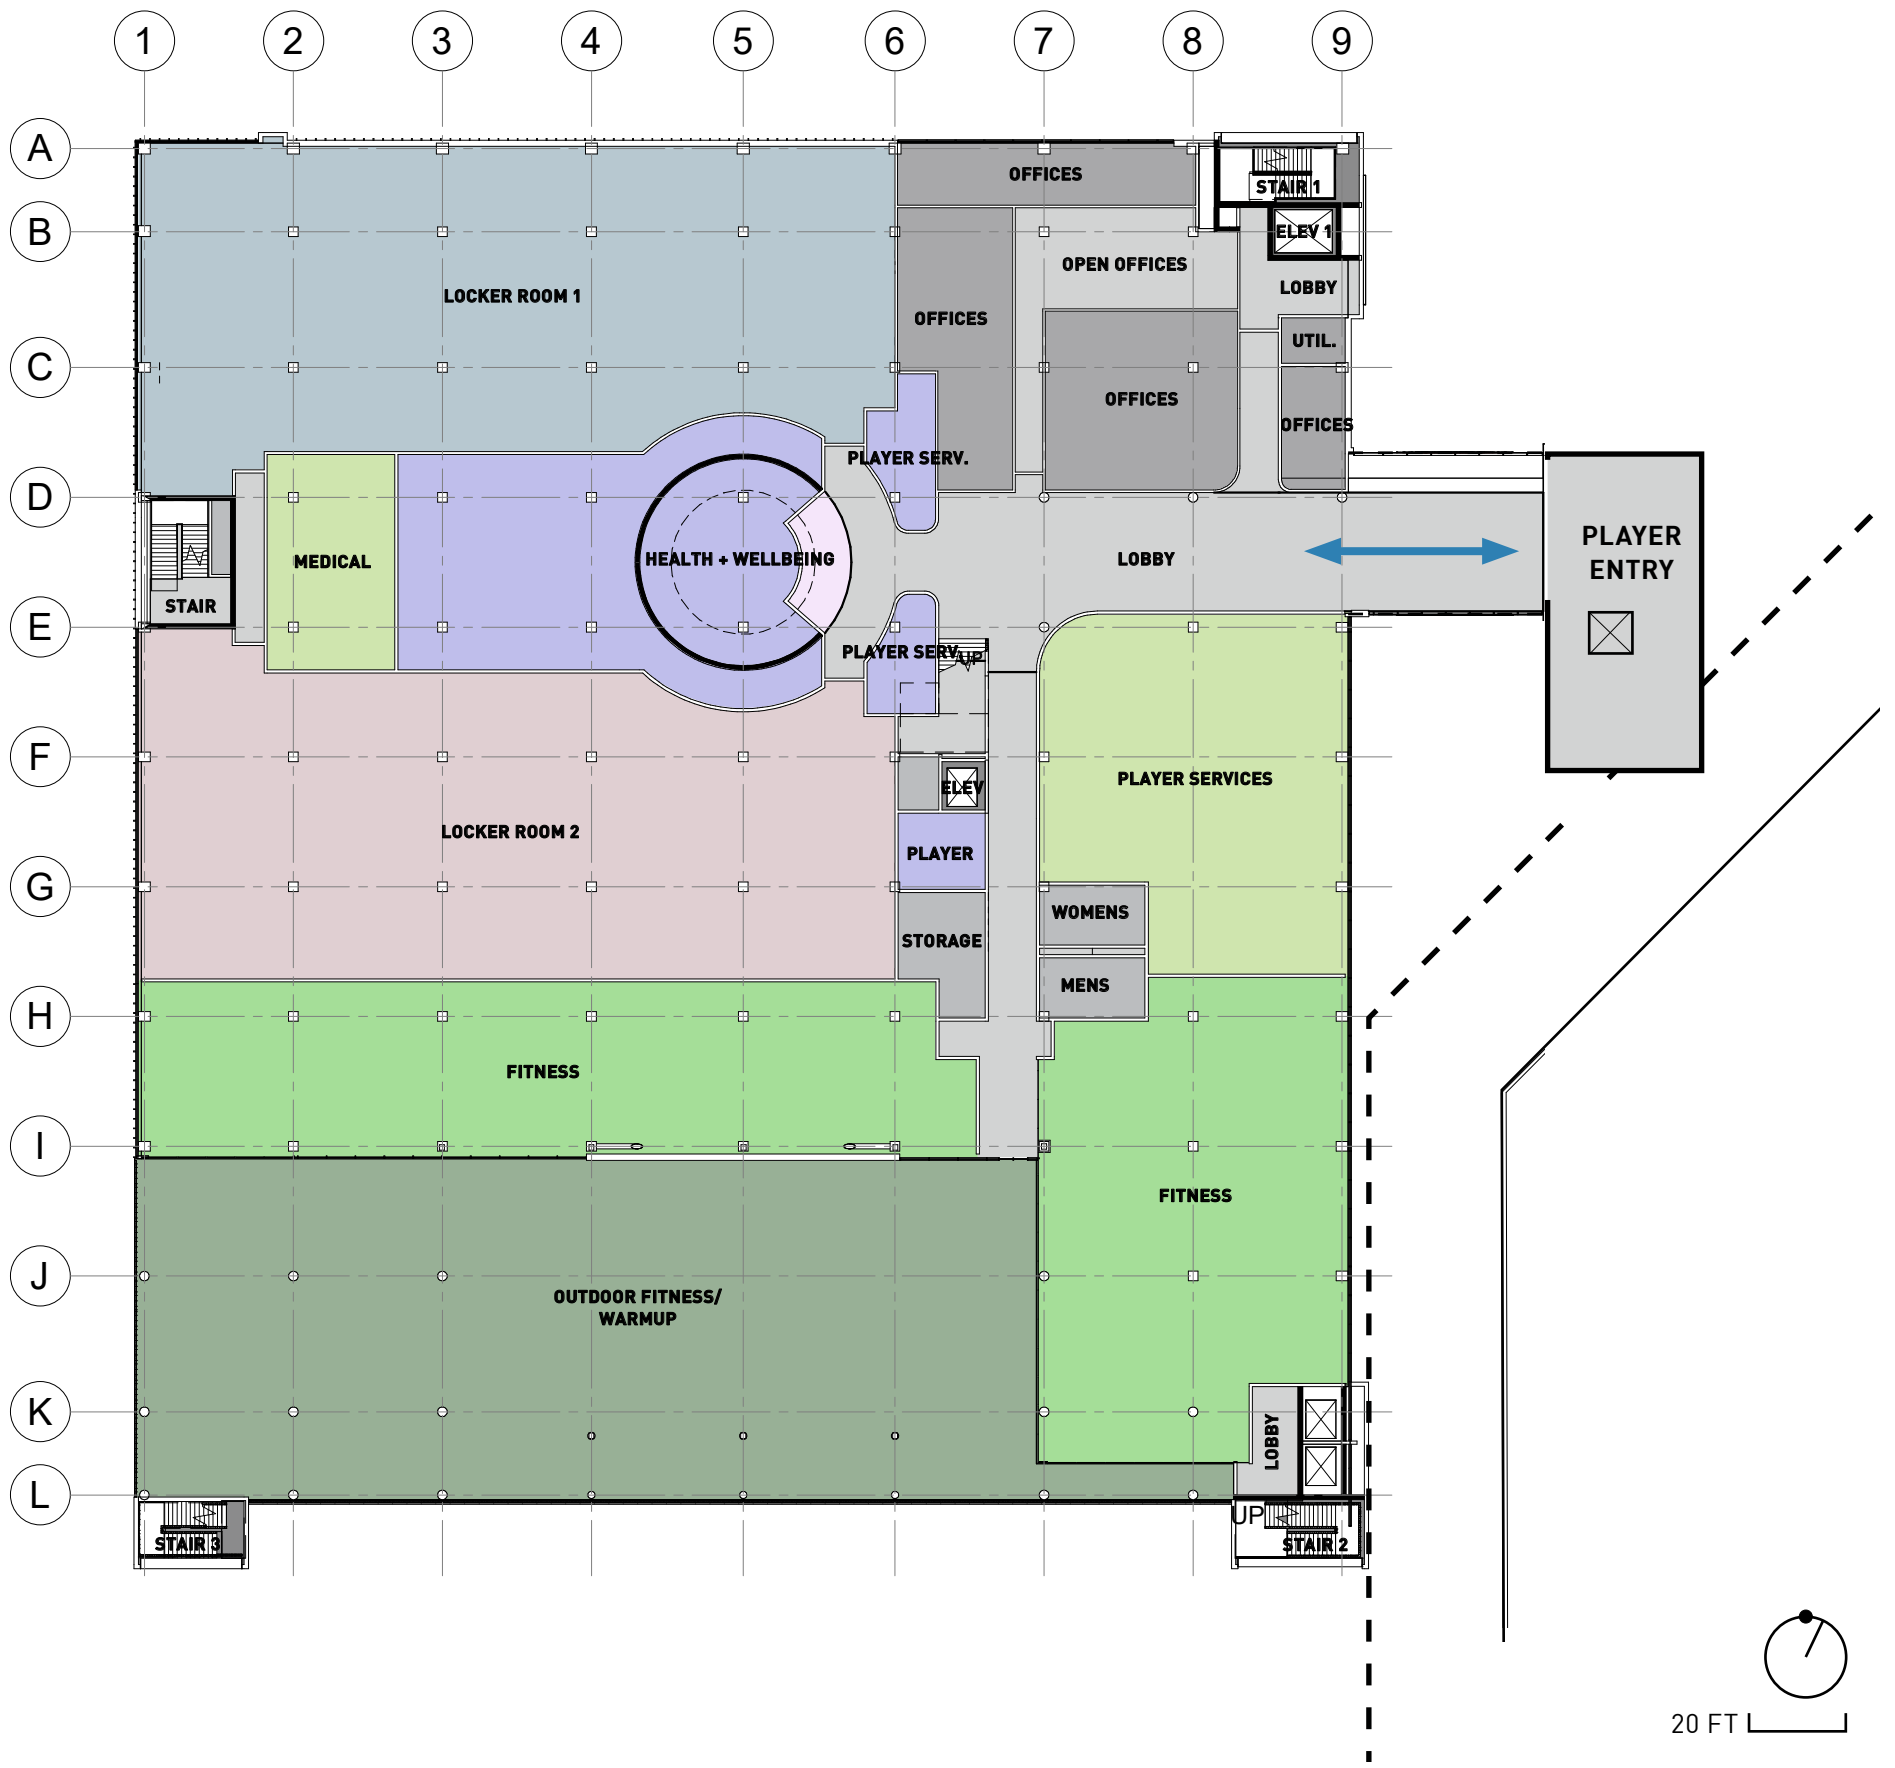 1 2 3 4 5 6 7 8 9
A
OFFICES
STAIR 1
B
ELEV 1
OPEN OFFICES
LOBBY
LOCKER ROOM 1
OFFICES
UTIL.
C
OFFICES
OFFICES
PLAYER SERV.
D
PLAYER
ENTRY
MEDICAL
HEALTH + WELLBEING
LOBBY
STAIR
E
PLAYER SERV.
UP
F
PLAYER SERVICES
ELEV
LOCKER ROOM 2
PLAYER
G
WOMENS
STORAGE
MENS
H
FITNESS
I
FITNESS
J
OUTDOOR FITNESS/
WARMUP
K
LOBBY
L
UP
STAIR 3
STAIR 2
20 FT